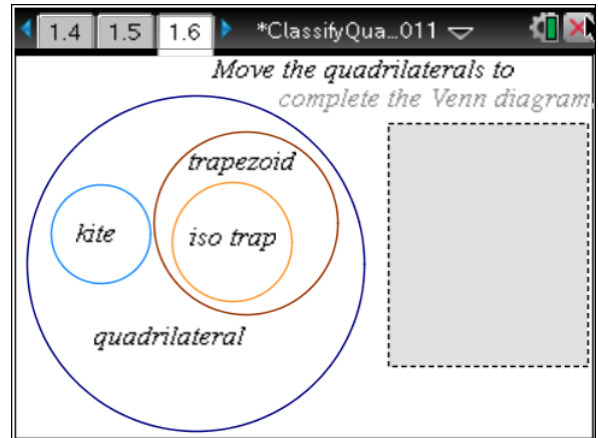 1.4 1.5 1.6 *ClassifyQua...011
Move the quadrilaterals to
complete the Venn diagram.
trapezoid
kite
iso trap
quadrilateral